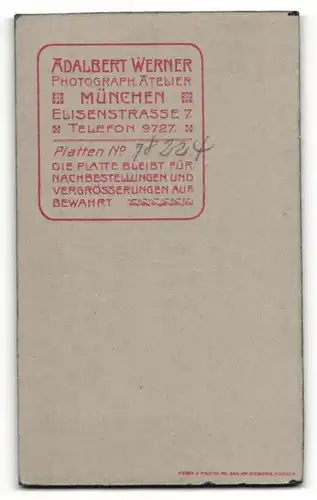 ADALBERT WERNER
PHOTOGRAPH. ATELIER
MÜNCHEN
ELISENSTRASSE 7.
TELEFON 9727.
Platten No 78224
DIE PLATTE BLEIBT FÜR
NACHBESTELLUNGEN UND
VERGRÖSSERUNGEN AUF
BEWAHRT